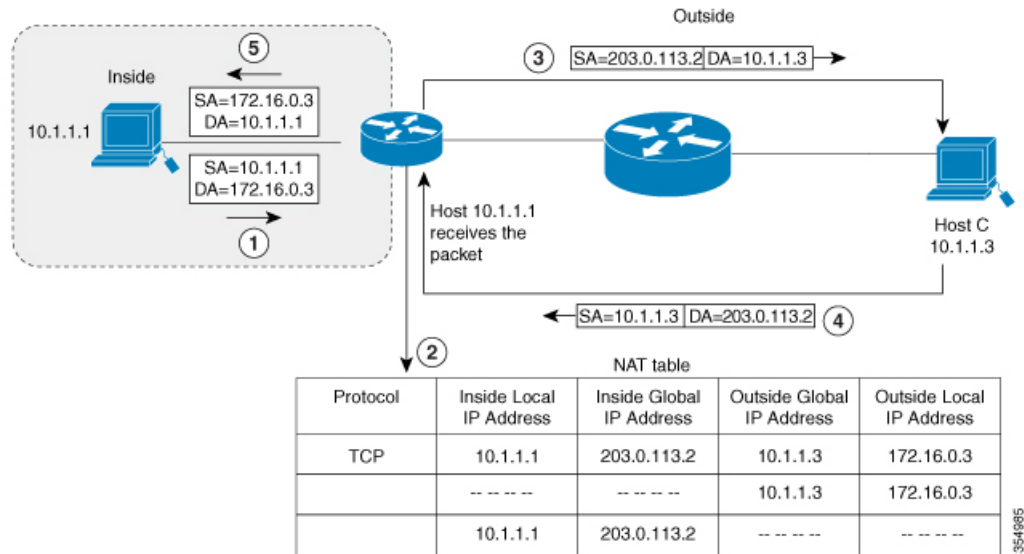 Outside
5
3
SA=203.0.113.2 DA=10.1.1.3
Inside
SA=172.16.0.3
DA=10.1.1.1
10.1.1.1
SA=10.1.1.1
DA=172.16.0.3
1
Host 10.1.1.1
receives the
packet
Host C
10.1.1.3
SA=10.1.1.3 DA=203.0.113.2
4
2
NAT table
Protocol Inside Local IP Address Inside Global IP Address Outside Global IP Address Outside Local IP Address
TCP 10.1.1.1 203.0.113.2 10.1.1.3 172.16.0.3
-- -- -- -- -- -- -- -- 10.1.1.3 172.16.0.3
10.1.1.1 203.0.113.2 -- -- -- -- -- -- -- --
354985